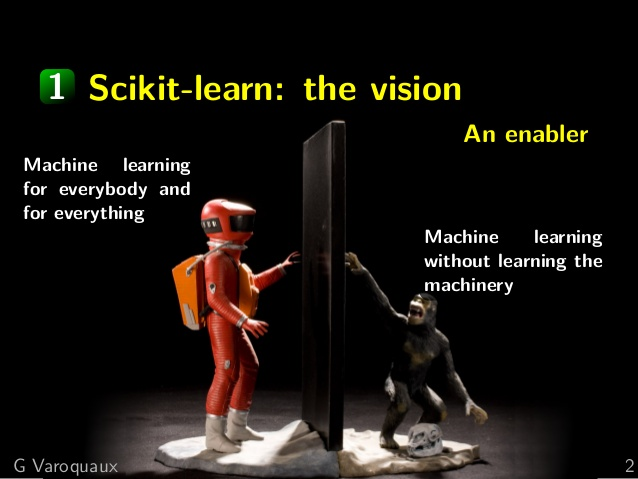 1 Scikit-learn: the vision
An enabler
Machine learning
for everybody and
for everything
Machine learning
without learning the
machinery
G Varoquaux
2